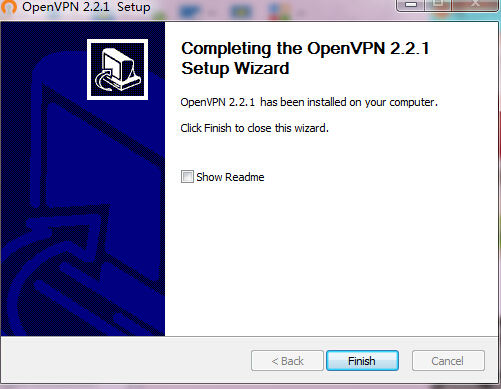 OpenVPN 2.2.1 Setup
Completing the OpenVPN 2.2.1
Setup Wizard
OpenVPN 2.2.1 has been installed on your computer.
Click Finish to close this wizard.
Show Readme
< Back
Finish
Cancel